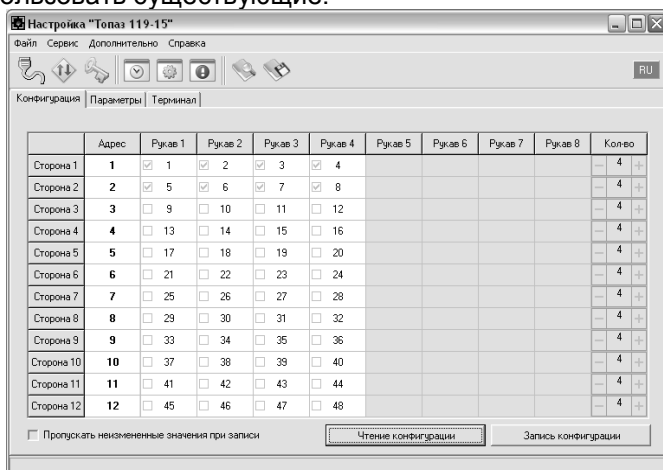 пользовать существующие.
Настройка "Топаз 119-15"
Файл Сервис Дополнительно Справка
RU
Конфигурация Параметры Терминал
Адрес Рукав 1 Рукав 2 Рукав 3 Рукав 4 Рукав 5 Рукав 6 Рукав 7 Рукав 8 Кол-во
Сторона 1 1 1 2 3 4 − 4 +
Сторона 2 2 5 6 7 8 − 4 +
Сторона 3 3 9 10 11 12 − 4 +
Сторона 4 4 13 14 15 16 − 4 +
Сторона 5 5 17 18 19 20 − 4 +
Сторона 6 6 21 22 23 24 − 4 +
Сторона 7 7 25 26 27 28 − 4 +
Сторона 8 8 29 30 31 32 − 4 +
Сторона 9 9 33 34 35 36 − 4 +
Сторона 10 10 37 38 39 40 − 4 +
Сторона 11 11 41 42 43 44 − 4 +
Сторона 12 12 45 46 47 48 − 4 +
Пропускать неизмененные значения при записи Чтение конфигурации Запись конфигурации